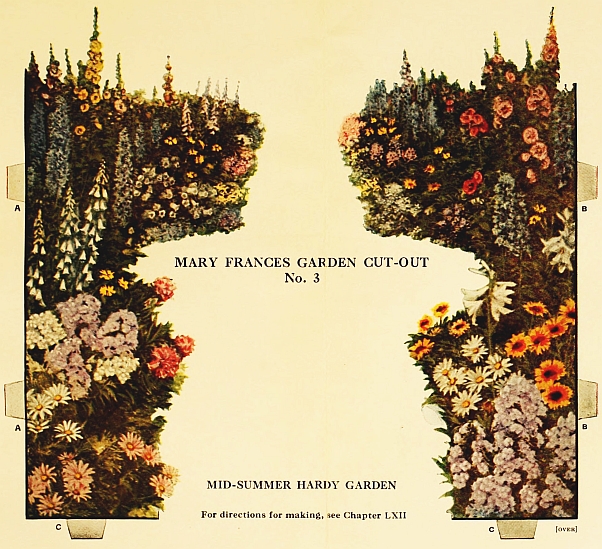 A
B
MARY FRANCES GARDEN CUT-OUT
No. 3
A
B
MID-SUMMER HARDY GARDEN
For directions for making, see Chapter LXII
C
C
[OVER]